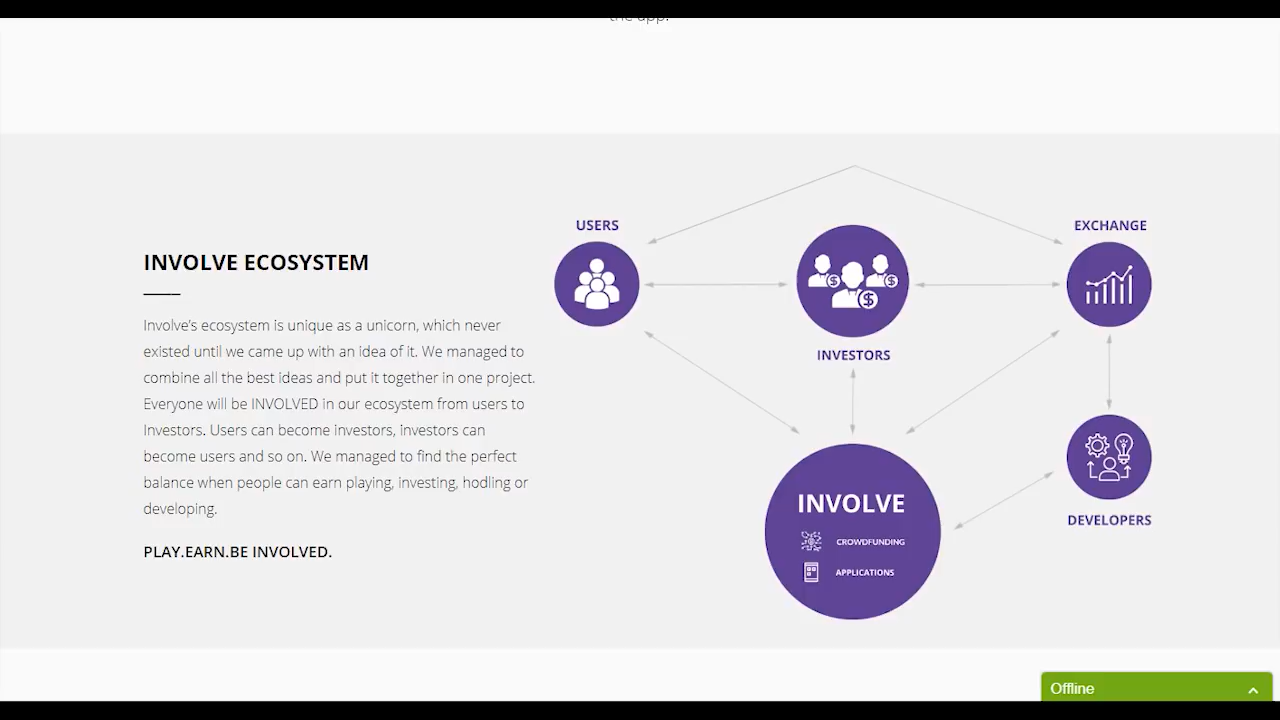 the app.
INVOLVE ECOSYSTEM
Involve's ecosystem is unique as a unicorn, which never
existed until we came up with an idea of it. We managed to
combine all the best ideas and put it together in one project.
Everyone will be INVOLVED in our ecosystem from users to
Investors. Users can become investors, investors can
become users and so on. We managed to find the perfect
balance when people can earn playing, investing, hodling or
developing.
PLAY.EARN.BE INVOLVED.
USERS
EXCHANGE
INVESTORS
INVOLVE
CROWDFUNDING
APPLICATIONS
DEVELOPERS
Offline